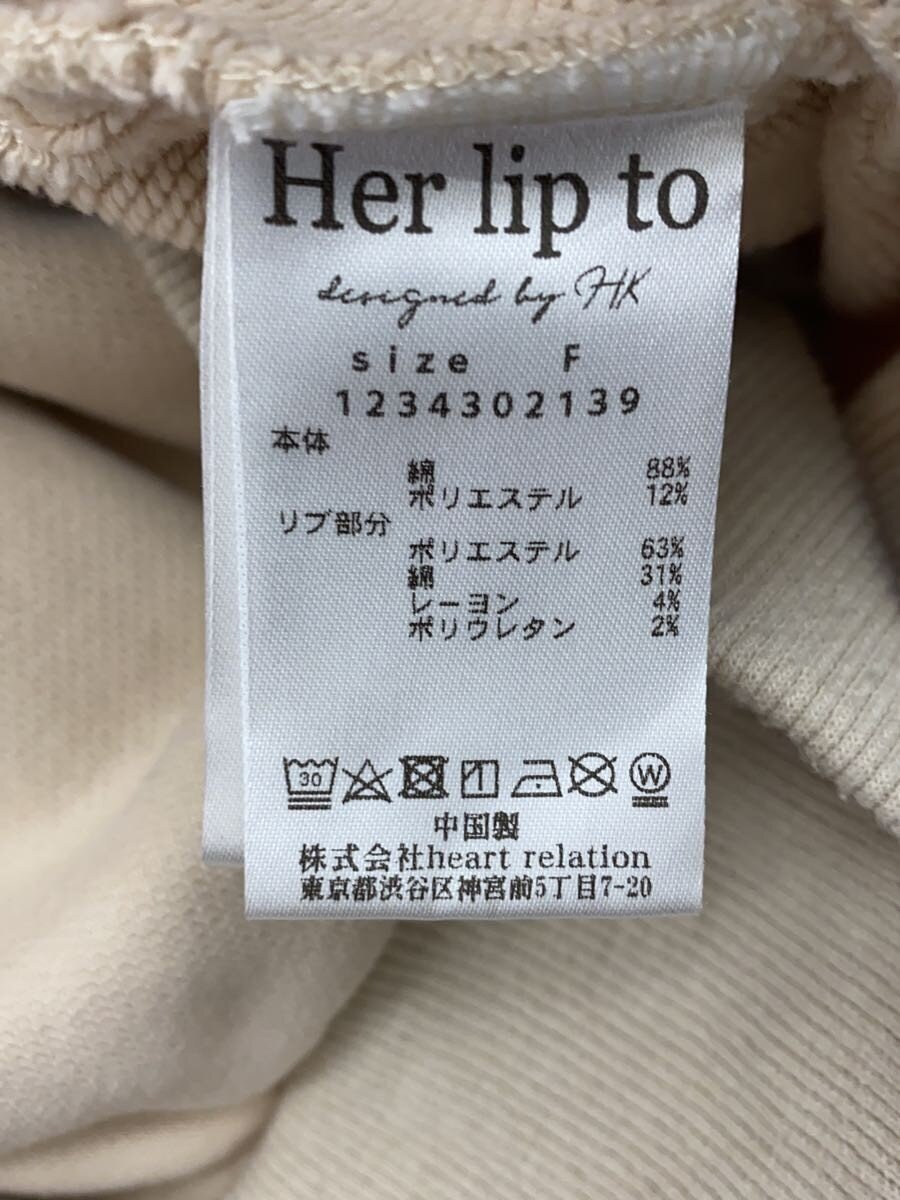 Her lip to
designed by HK
size F
1234302139
本体
綿 88%
ポリエステル 12%
リブ部分
ポリエステル 63%
綿 31%
レーヨン 4%
ポリウレタン 2%
30 W
中国製
株式会社heart relation
東京都渋谷区神宮前5丁目7-20